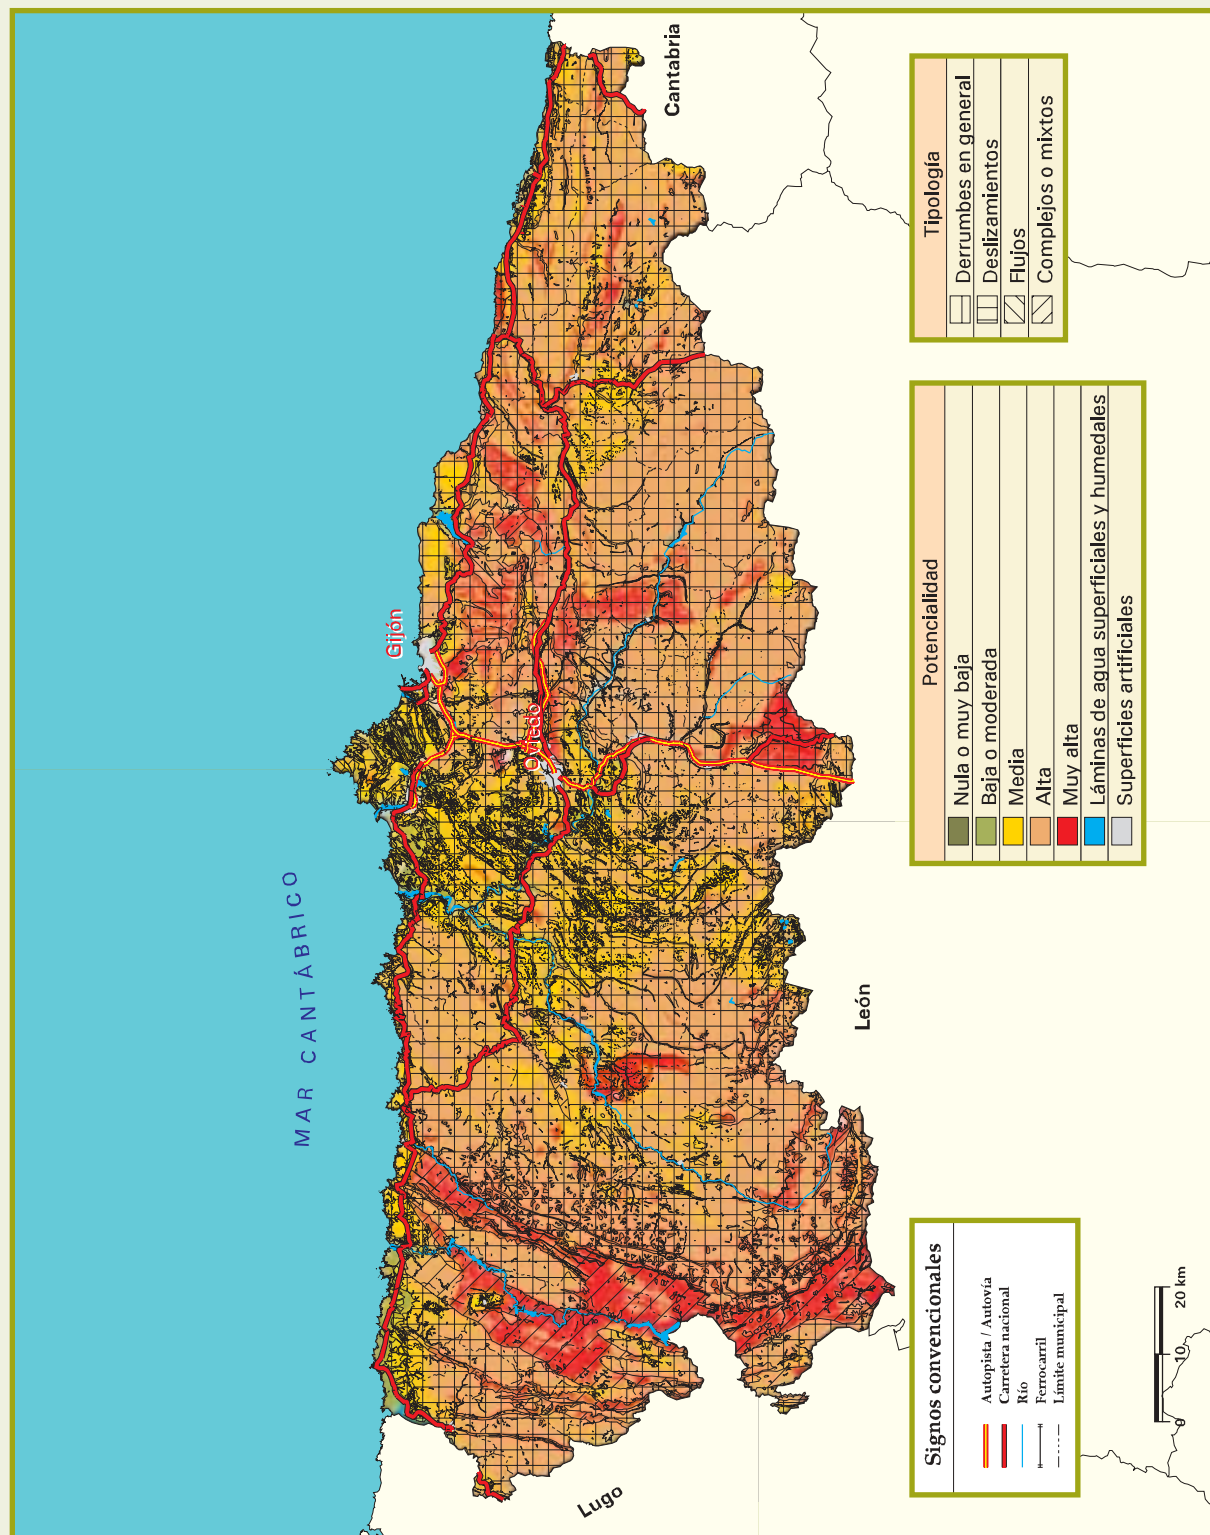 MAR CANTÁBRICO
Gijón
Oviedo
Cantabria
León
Lugo
Signos convencionales
Autopista / Autovía
Carretera nacional
Río
Ferrocarril
Límite municipal
0 10 20 km
Potencialidad
Nula o muy baja
Baja o moderada
Media
Alta
Muy alta
Láminas de agua superficiales y humedales
Superficies artificiales
Tipología
Derrumbes en general
Deslizamientos
Flujos
Complejos o mixtos